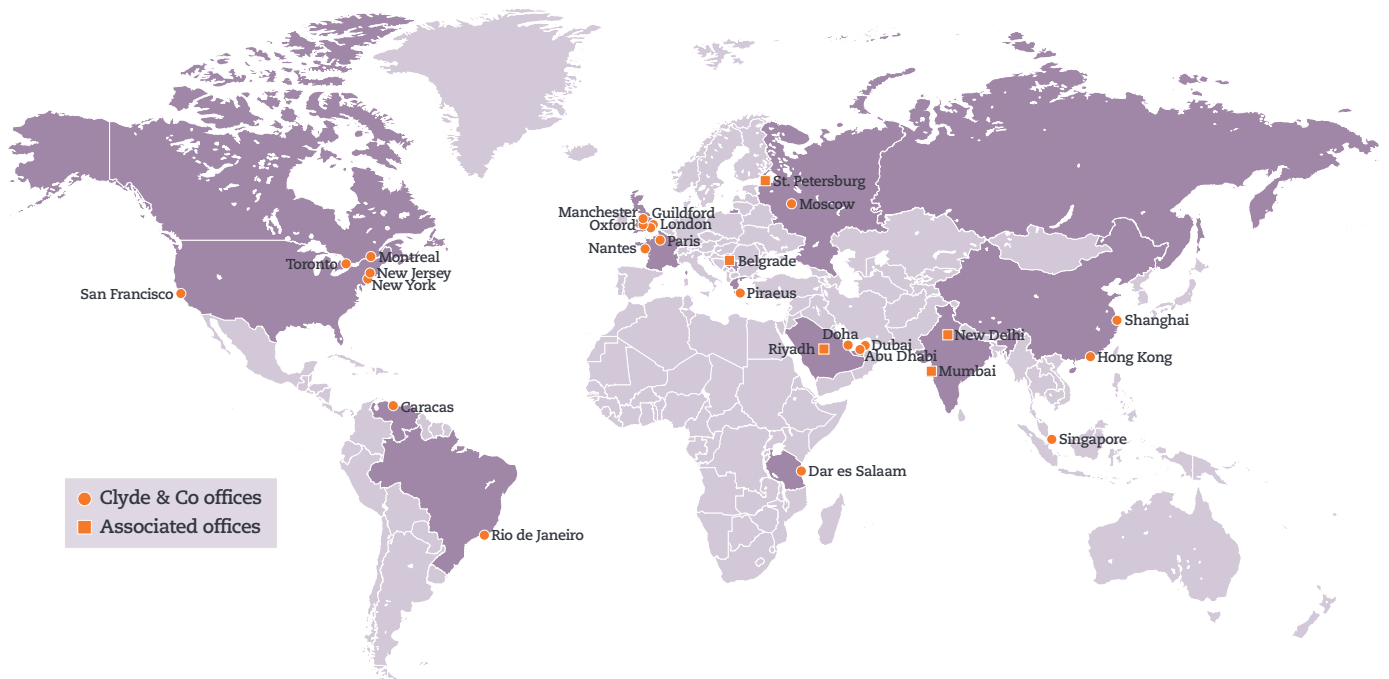 St. Petersburg
Moscow
Manchester
Guildford
Oxford
London
Paris
Nantes
Belgrade
Piraeus
Montreal
Toronto
New Jersey
New York
San Francisco
Shanghai
New Delhi
Doha
Dubai
Riyadh
Abu Dhabi
Hong Kong
Mumbai
Caracas
Singapore
Dar es Salaam
Clyde & Co offices
Associated offices
Rio de Janeiro